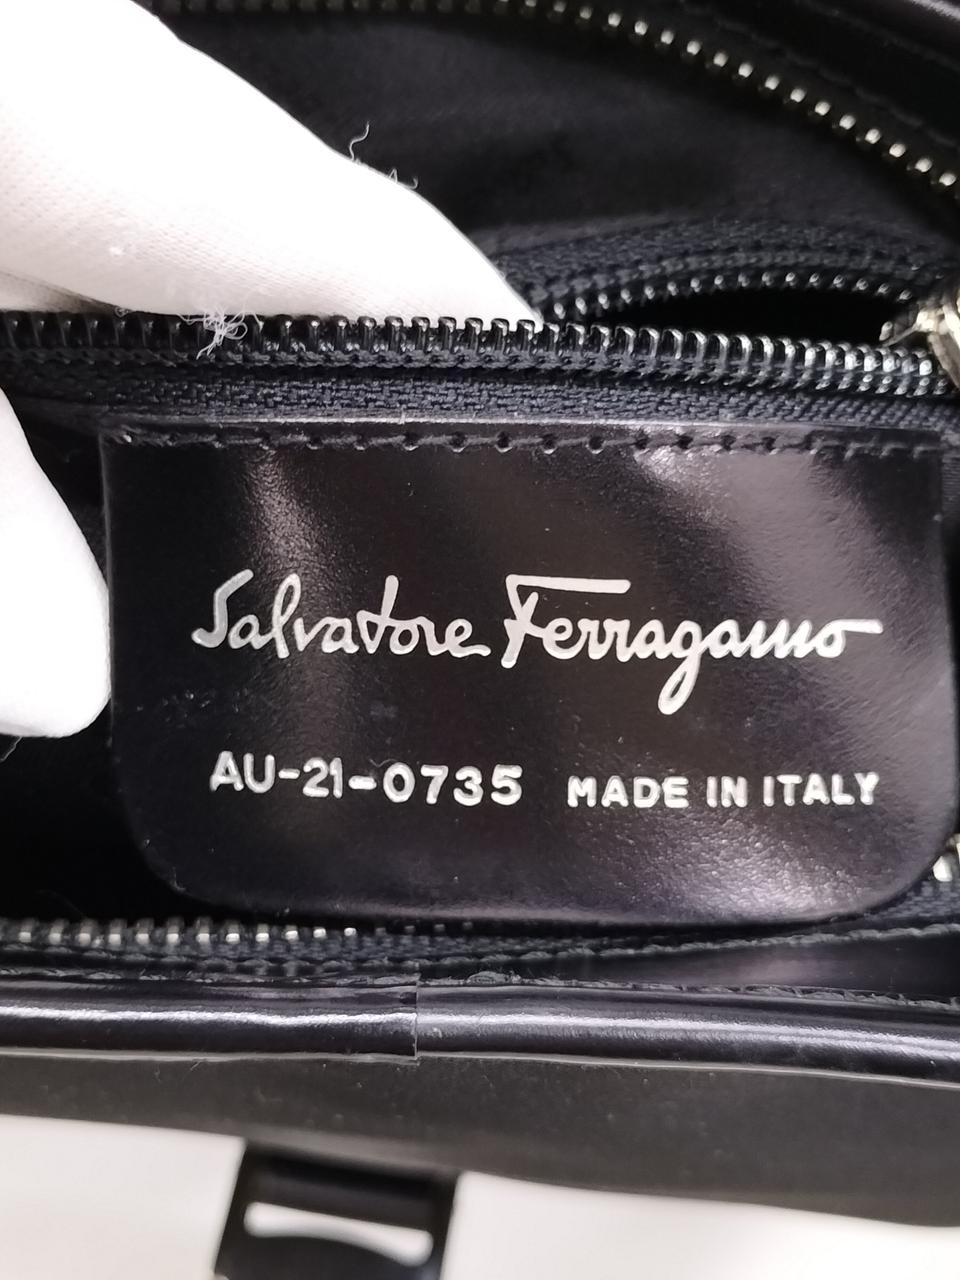 Salvatore Ferragamo
AU-21-0735 MADE IN ITALY